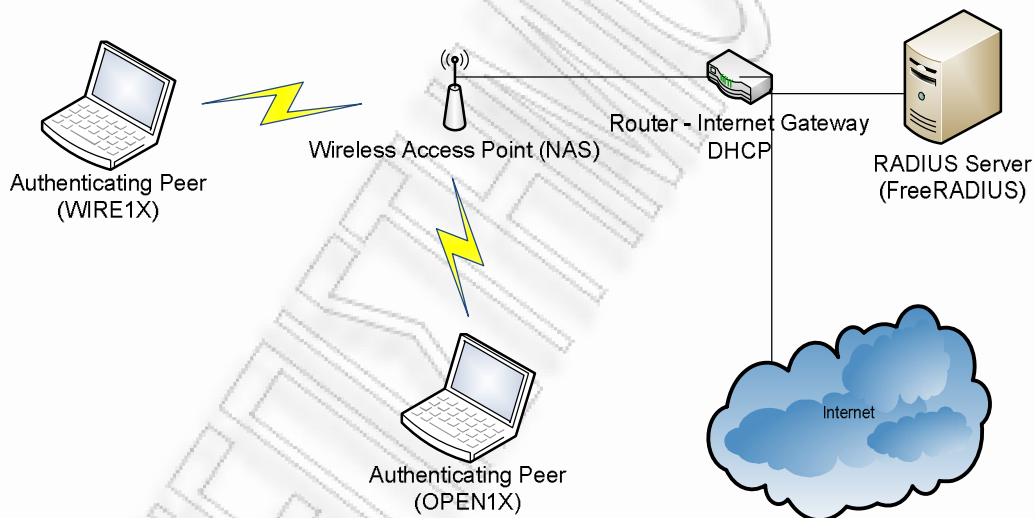 Wireless Access Point (NAS)
Router - Internet Gateway
DHCP
RADIUS Server
(FreeRADIUS)
Authenticating Peer
(WIRE1X)
Internet
Authenticating Peer
(OPEN1X)